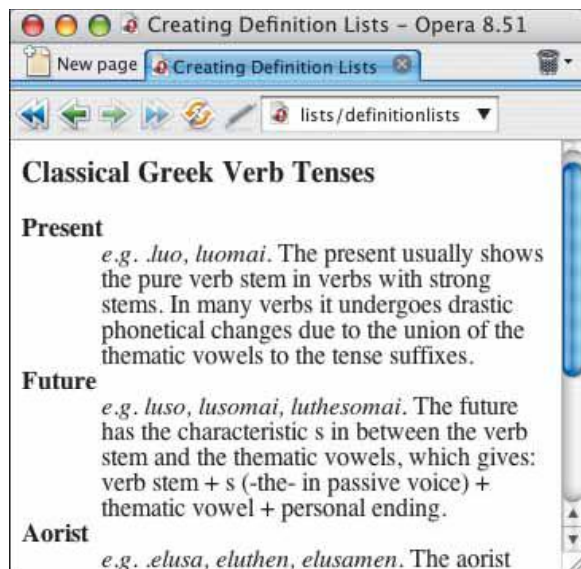 Creating Definition Lists – Opera 8.51
New page
Creating Definition Lists
lists/definitionlists
Classical Greek Verb Tenses
Present
e.g. .luo, luomai. The present usually shows
the pure verb stem in verbs with strong
stems. In many verbs it undergoes drastic
phonetical changes due to the union of the
thematic vowels to the tense suffixes.
Future
e.g. luso, lusomai, luthesomai. The future
has the characteristic s in between the verb
stem and the thematic vowels, which gives:
verb stem + s (-the- in passive voice) +
thematic vowel + personal ending.
Aorist
e.g. .elusa, eluthen, elusamen. The aorist